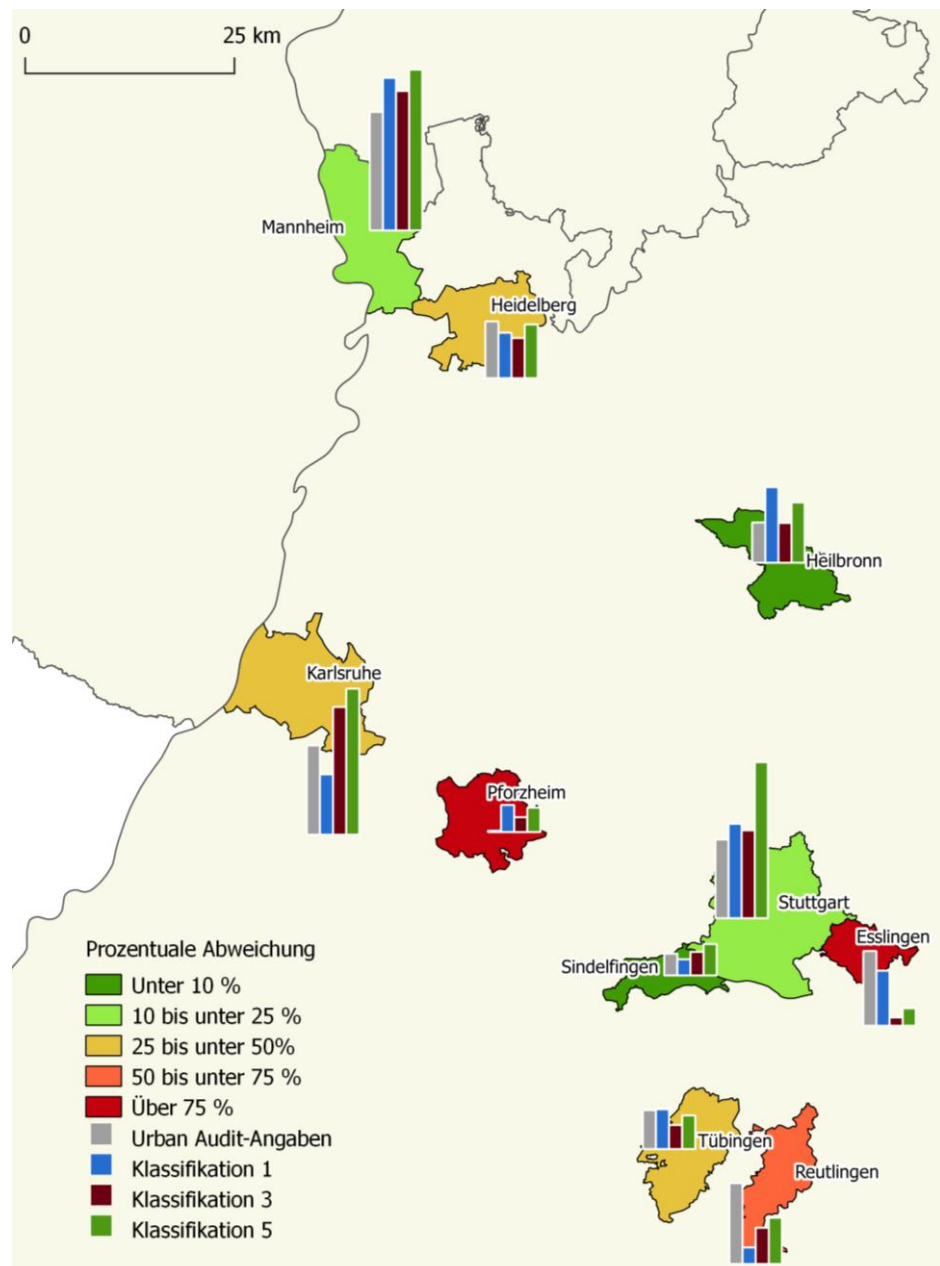 0 25 km
Mannheim
Heidelberg
Heilbronn
Karlsruhe
Pforzheim
Stuttgart
Esslingen
Sindelfingen
Tübingen
Reutlingen
Prozentuale Abweichung
Unter 10 %
10 bis unter 25 %
25 bis unter 50%
50 bis unter 75 %
Über 75 %
Urban Audit-Angaben
Klassifikation 1
Klassifikation 3
Klassifikation 5